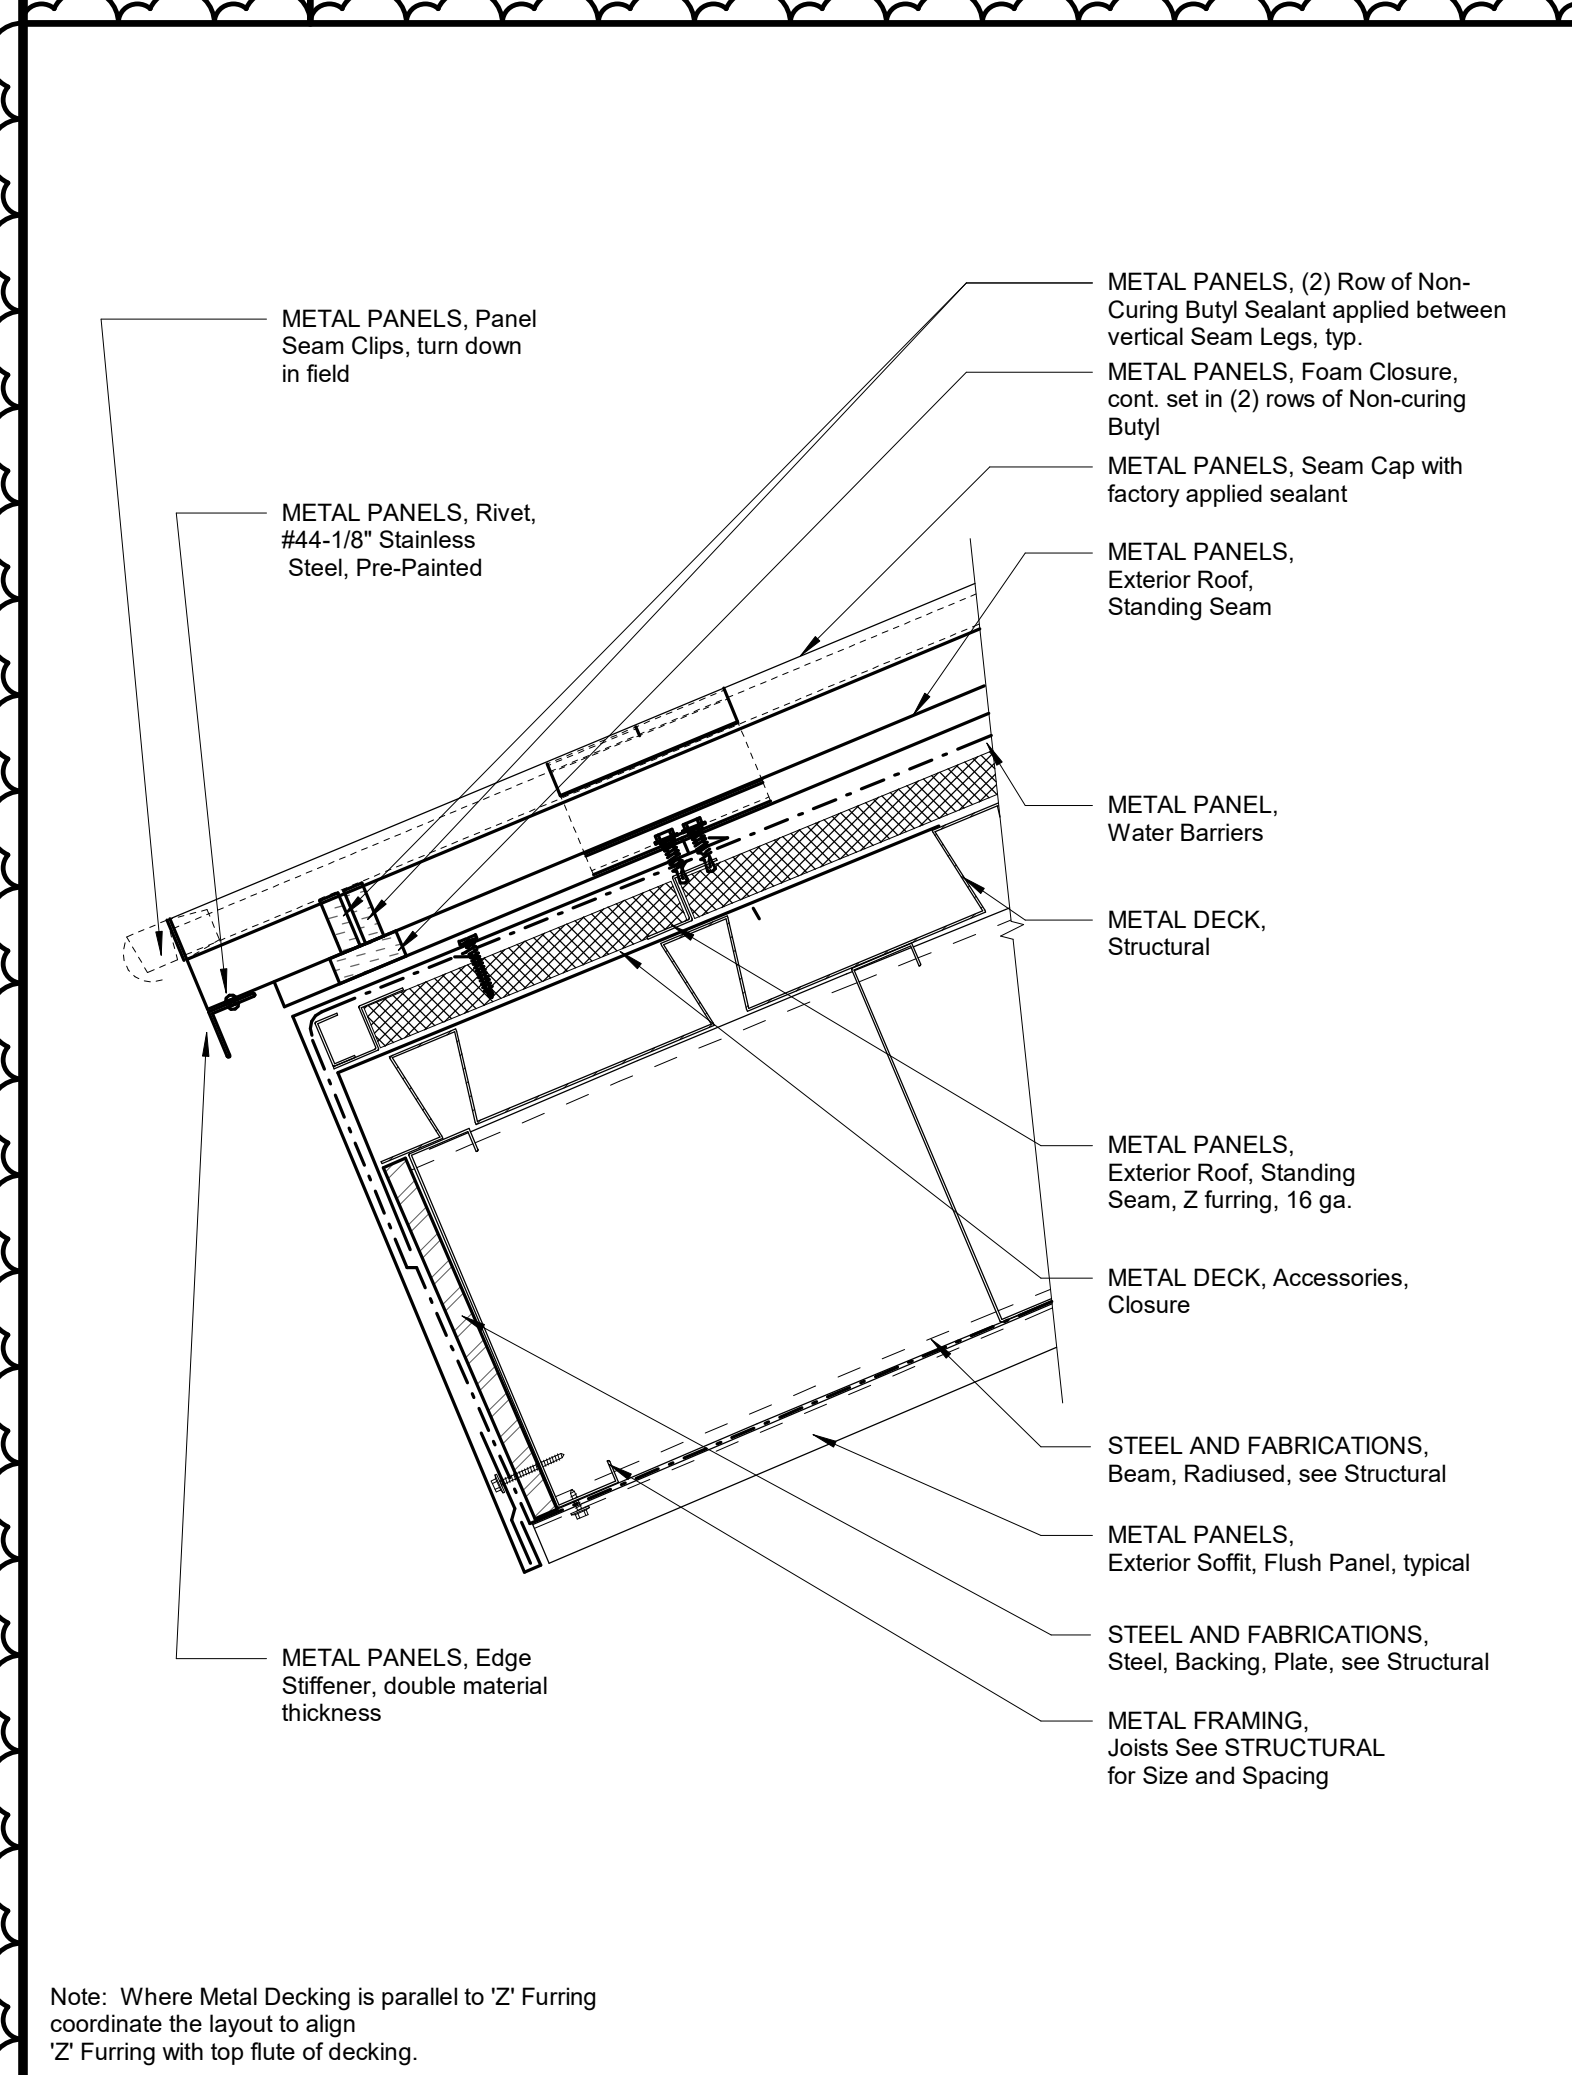 METAL PANELS, Panel
Seam Clips, turn down
in field
METAL PANELS, Rivet,
#44-1/8" Stainless
Steel, Pre-Painted
METAL PANELS, (2) Row of Non-
Curing Butyl Sealant applied between
vertical Seam Legs, typ.
METAL PANELS, Foam Closure,
cont. set in (2) rows of Non-curing
Butyl
METAL PANELS, Seam Cap with
factory applied sealant
METAL PANELS,
Exterior Roof,
Standing Seam
METAL PANEL,
Water Barriers
METAL DECK,
Structural
METAL PANELS,
Exterior Roof, Standing
Seam, Z furring, 16 ga.
METAL DECK, Accessories,
Closure
STEEL AND FABRICATIONS,
Beam, Radiused, see Structural
METAL PANELS,
Exterior Soffit, Flush Panel, typical
STEEL AND FABRICATIONS,
Steel, Backing, Plate, see Structural
METAL FRAMING,
Joists See STRUCTURAL
for Size and Spacing
METAL PANELS, Edge
Stiffener, double material
thickness
Note: Where Metal Decking is parallel to 'Z' Furring
coordinate the layout to align
'Z' Furring with top flute of decking.